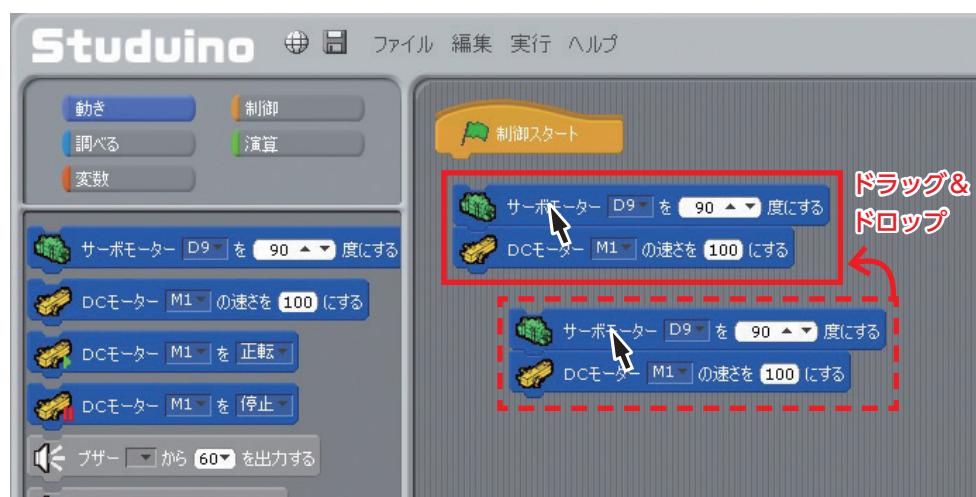 Studuino ファイル 編集 実行 ヘルプ
動き 制御
調べる 演算
変数
サーボモーター D9 を 90 度にする
DCモーター M1 の速さを 100 にする
DCモーター M1 を 正転
DCモーター M1 を 停止
ブザー から 60 を出力する
制御スタート
サーボモーター D9 を 90 度にする
DCモーター M1 の速さを 100 にする
ドラッグ&
ドロップ
サーボモーター D9 を 90 度にする
DCモーター M1 の速さを 100 にする